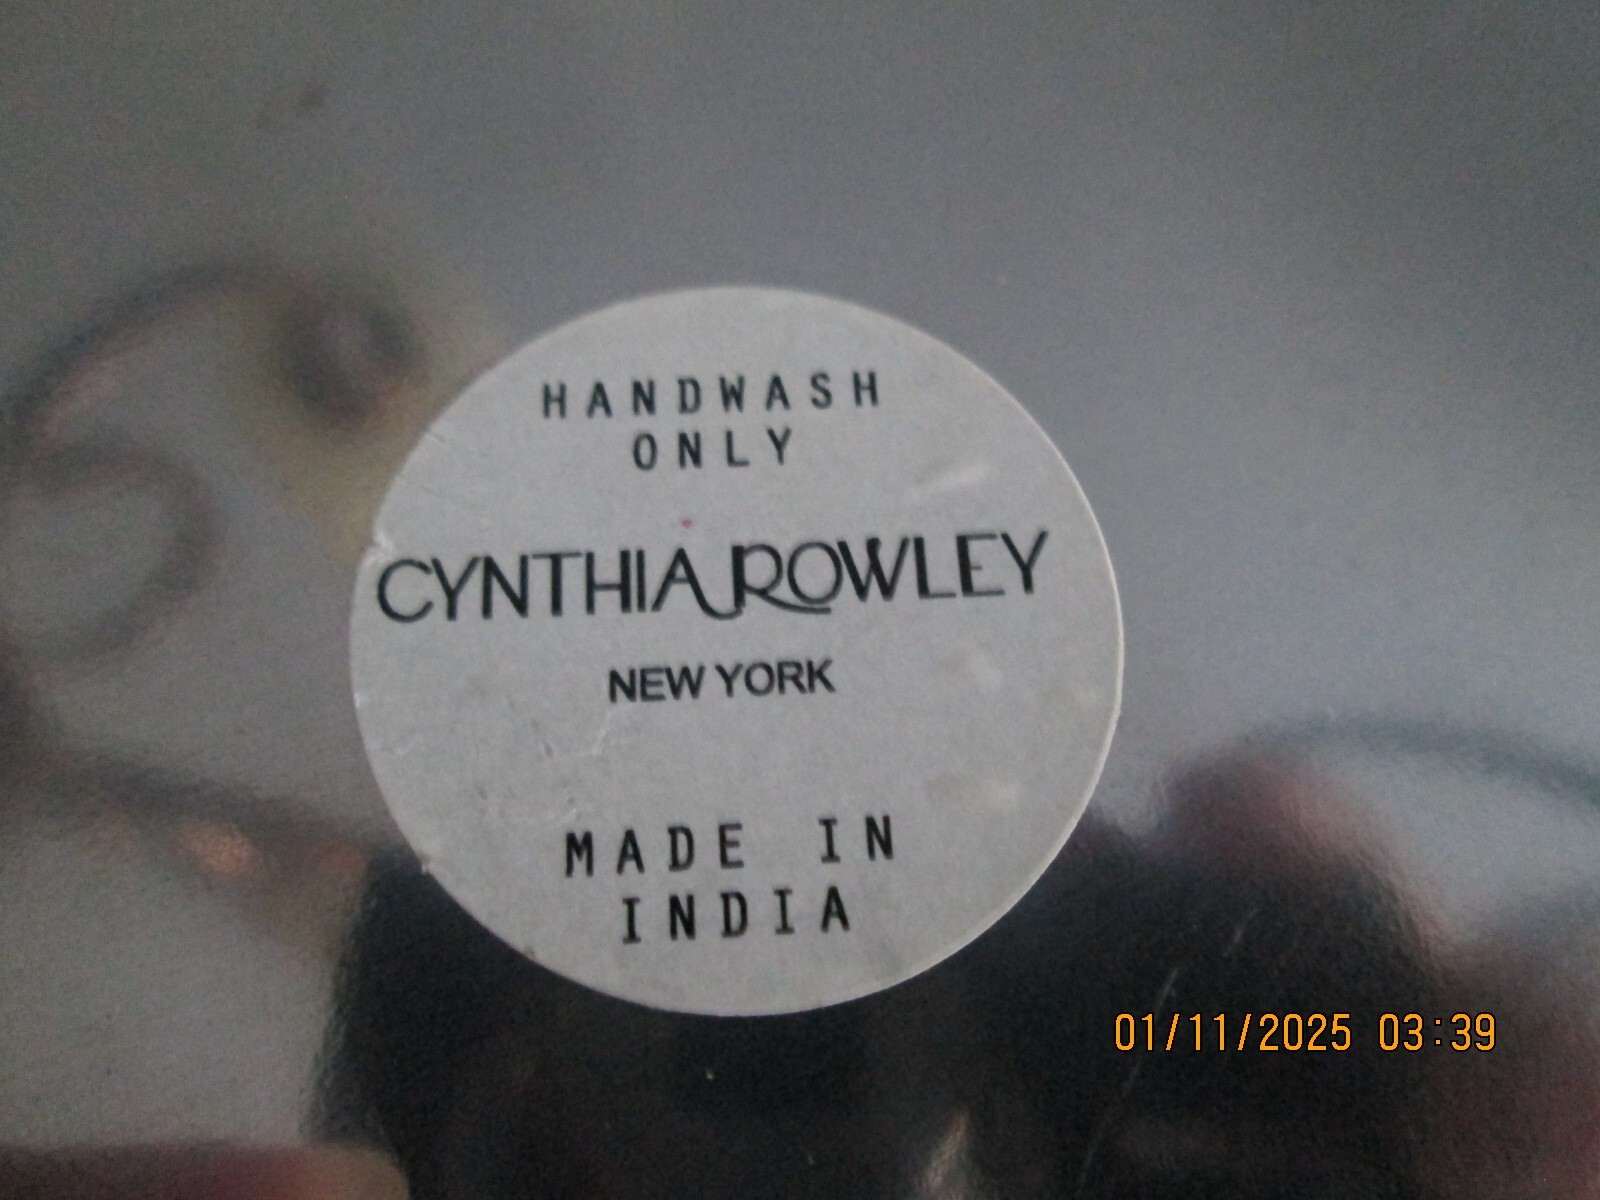 HANDWASH
ONLY
CYNTHIA ROWLEY
NEW YORK
MADE IN
INDIA
01/11/2025 03:39